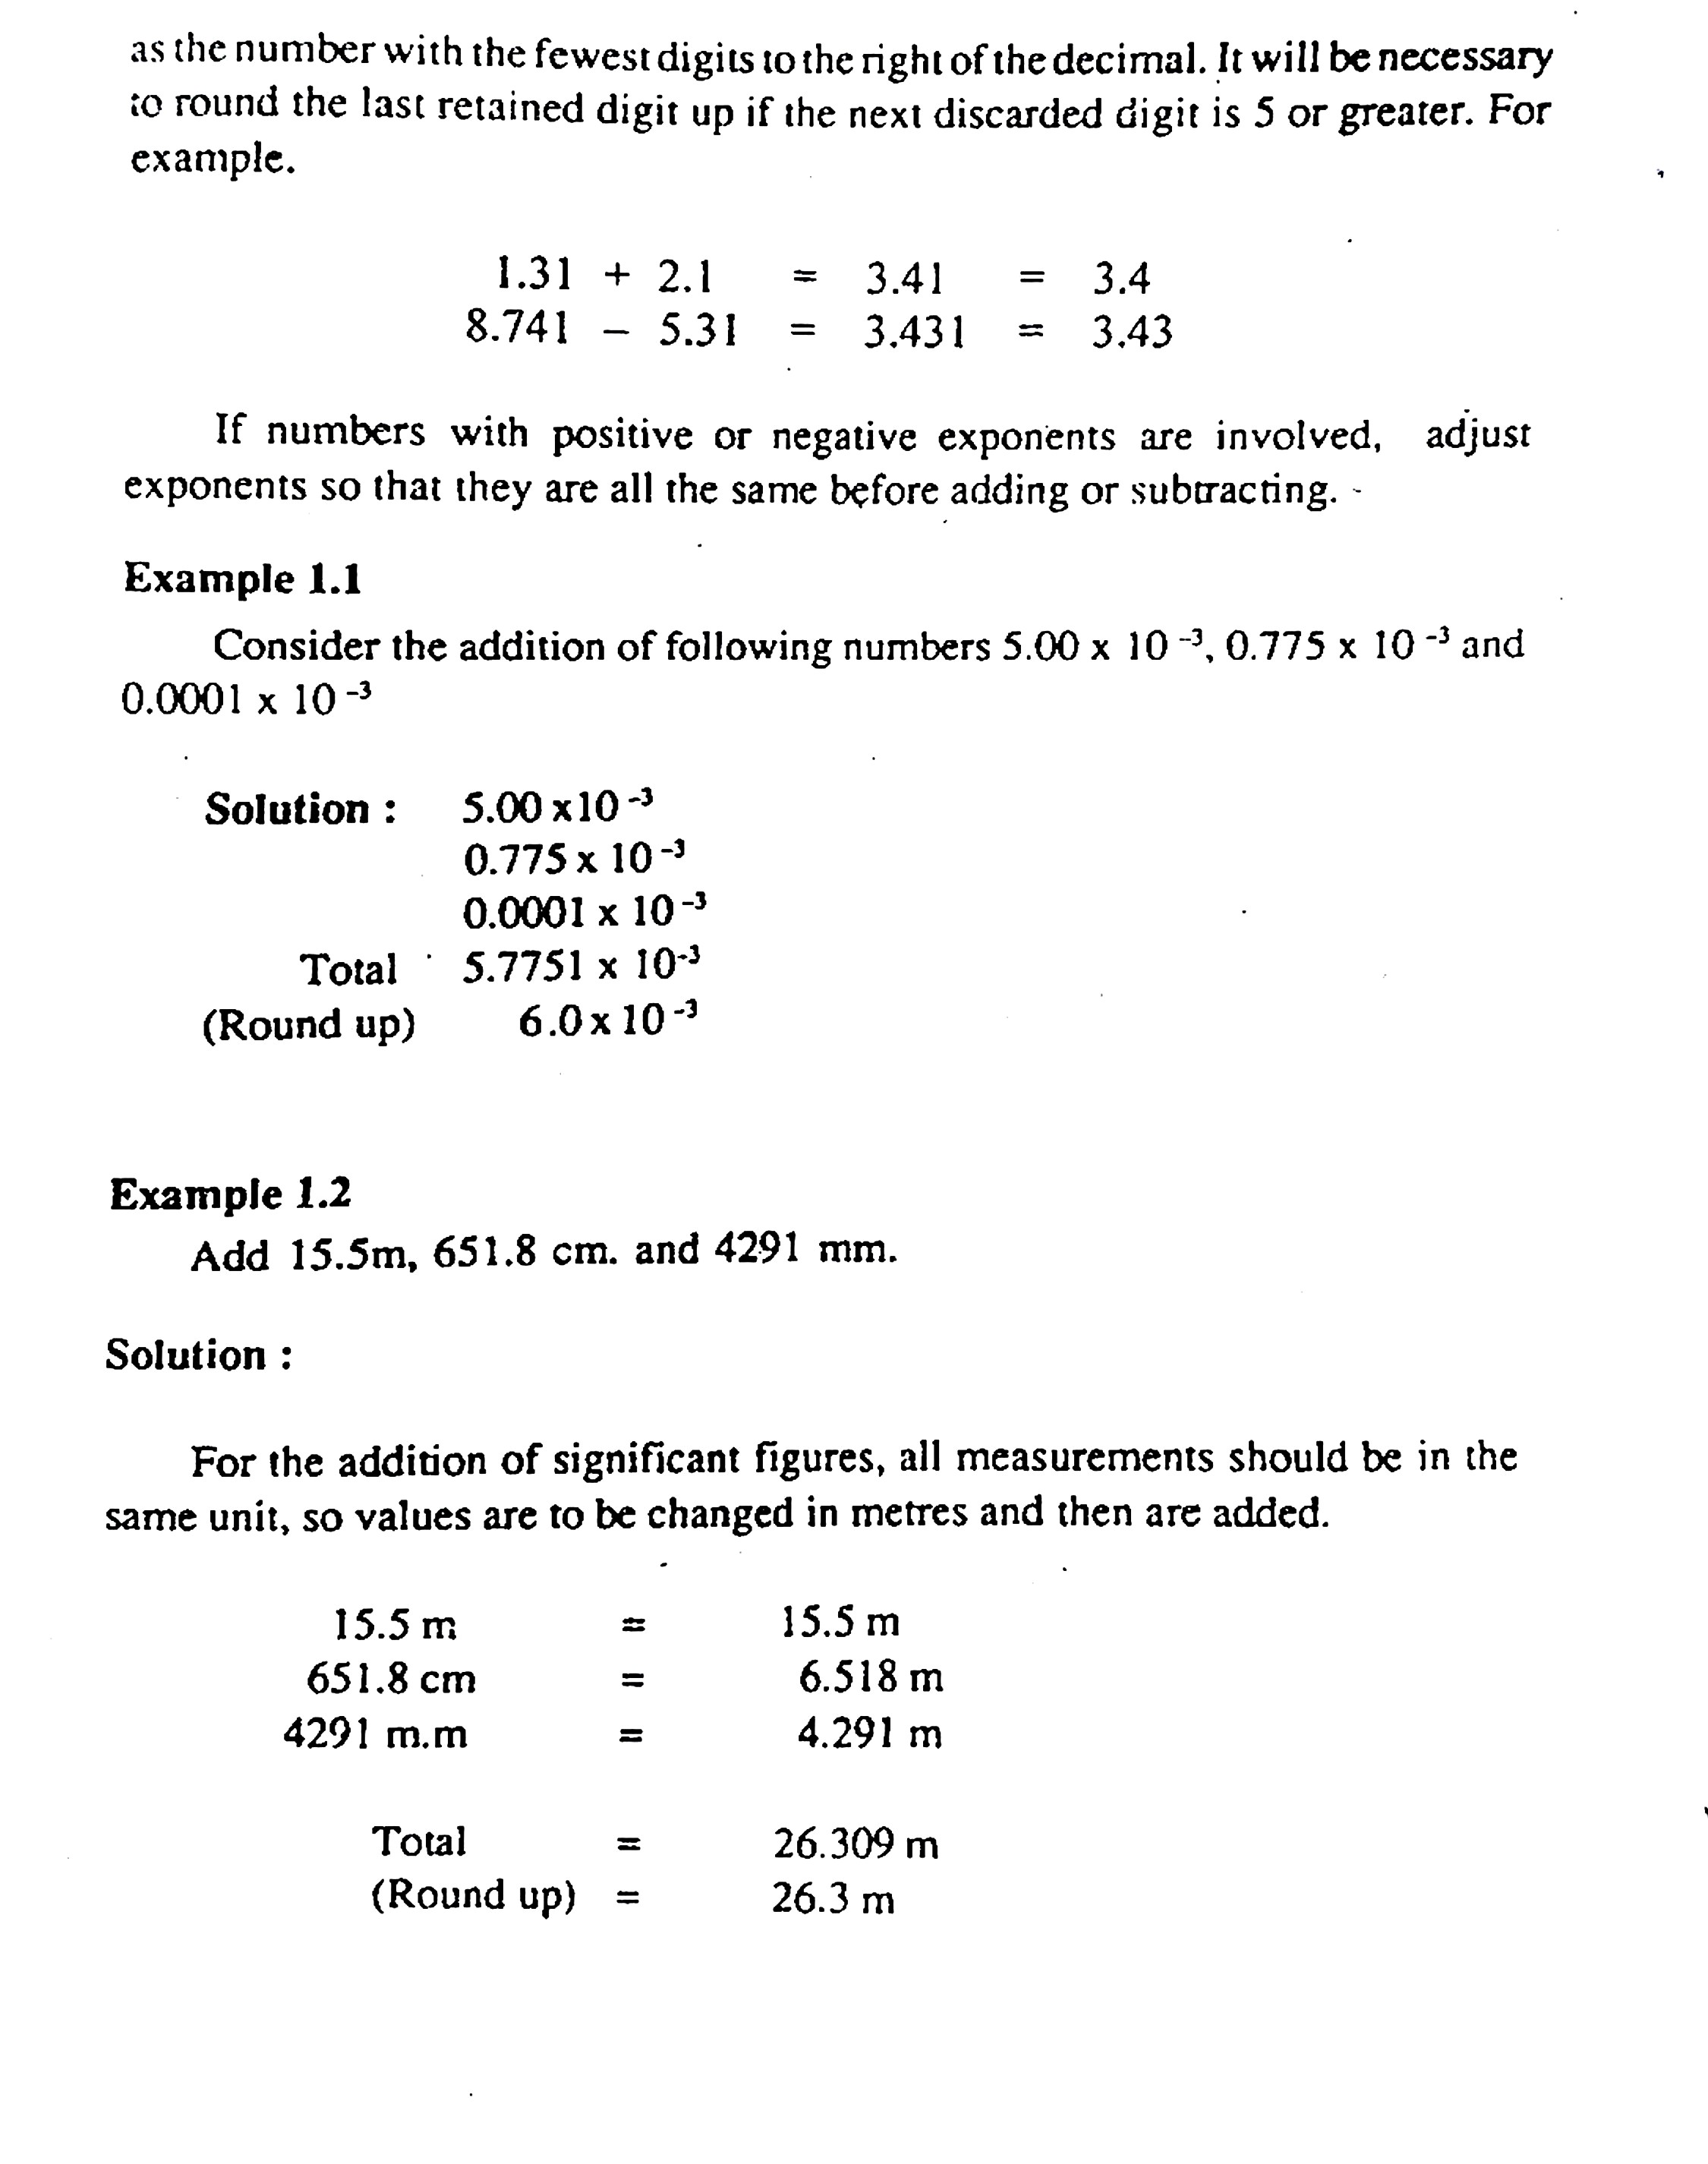 as the number with the fewest digits to the right of the decimal. It will be necessary
to round the last retained digit up if the next discarded digit is 5 or greater. For
example.
1.31 + 2.1 = 3.41 = 3.4
8.741 – 5.31 = 3.431 = 3.43
If numbers with positive or negative exponents are involved, adjust
exponents so that they are all the same before adding or subtracting.
Example 1.1
Consider the addition of following numbers 5.00 x 10 ⁻³, 0.775 x 10 ⁻³ and
0.0001 x 10 ⁻³
Solution : 5.00 x10 ⁻³
0.775 x 10 ⁻³
0.0001 x 10 ⁻³
Total 5.7751 x 10⁻³
(Round up) 6.0 x 10 ⁻³
Example 1.2
Add 15.5m, 651.8 cm. and 4291 mm.
Solution :
For the addition of significant figures, all measurements should be in the
same unit, so values are to be changed in metres and then are added.
15.5 m = 15.5 m
651.8 cm = 6.518 m
4291 m.m = 4.291 m
Total = 26.309 m
(Round up) = 26.3 m